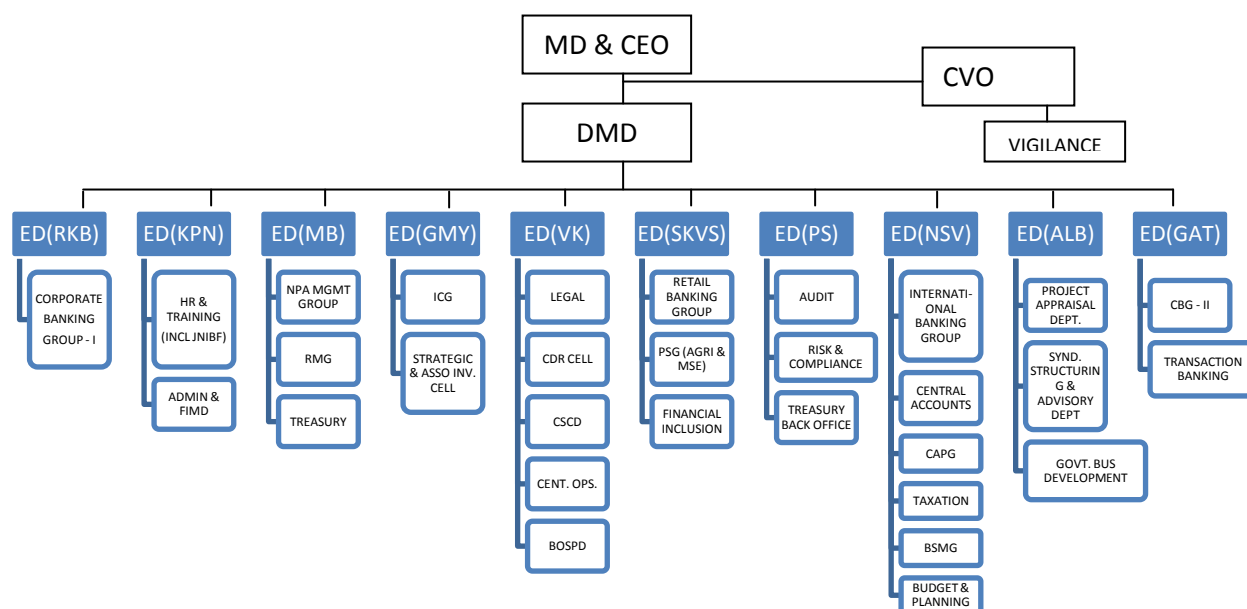 MD & CEO
CVO
DMD
VIGILANCE
ED(RKB)
ED(KPN)
ED(MB)
ED(GMY)
ED(VK)
ED(SKVS)
ED(PS)
ED(NSV)
ED(ALB)
ED(GAT)
CORPORATE
BANKING
GROUP - I
HR &
TRAINING
(INCL JNIBF)
ADMIN &
FIMD
NPA MGMT
GROUP
RMG
TREASURY
ICG
STRATEGIC
& ASSO INV.
CELL
LEGAL
CDR CELL
CSCD
CENT. OPS.
BOSPD
RETAIL
BANKING
GROUP
PSG (AGRI &
MSE)
FINANCIAL
INCLUSION
AUDIT
RISK &
COMPLIANCE
TREASURY
BACK OFFICE
INTERNATI-
ONAL
BANKING
GROUP
CENTRAL
ACCOUNTS
CAPG
TAXATION
BSMG
BUDGET &
PLANNING
PROJECT
APPRAISAL
DEPT.
SYND.
STRUCTURIN
G &
ADVISORY
DEPT
GOVT. BUS
DEVELOPMENT
CBG - II
TRANSACTION
BANKING